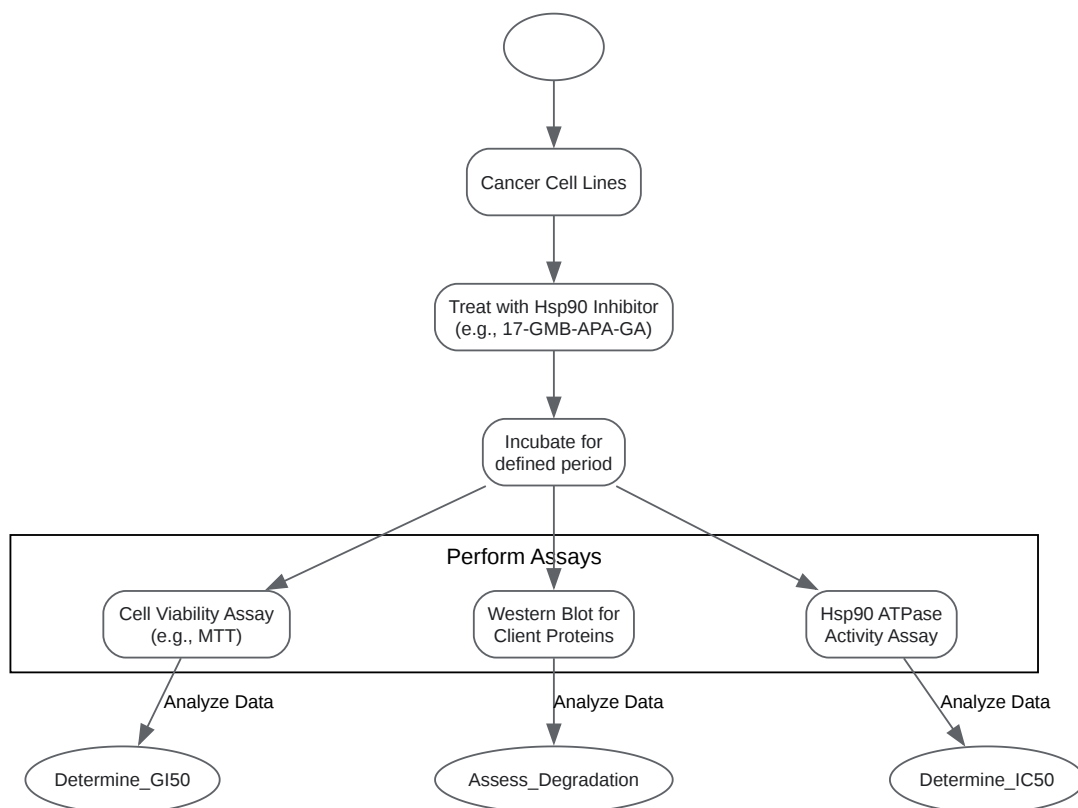 Cancer Cell Lines
Treat with Hsp90 Inhibitor
(e.g., 17-GMB-APA-GA)
Incubate for
defined period
Perform Assays
Cell Viability Assay
(e.g., MTT)
Western Blot for
Client Proteins
Hsp90 ATPase
Activity Assay
Analyze Data
Analyze Data
Analyze Data
Determine_GI50
Assess_Degradation
Determine_IC50